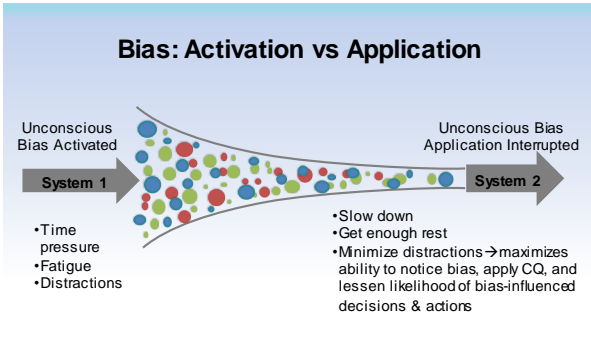 Bias: Activation vs Application
Unconscious
Bias Activated
System 1
•Time
pressure
•Fatigue
•Distractions
Unconscious Bias
Application Interrupted
System 2
•Slow down
•Get enough rest
•Minimize distractions→maximizes
ability to notice bias, apply CQ, and
lessen likelihood of bias-influenced
decisions & actions